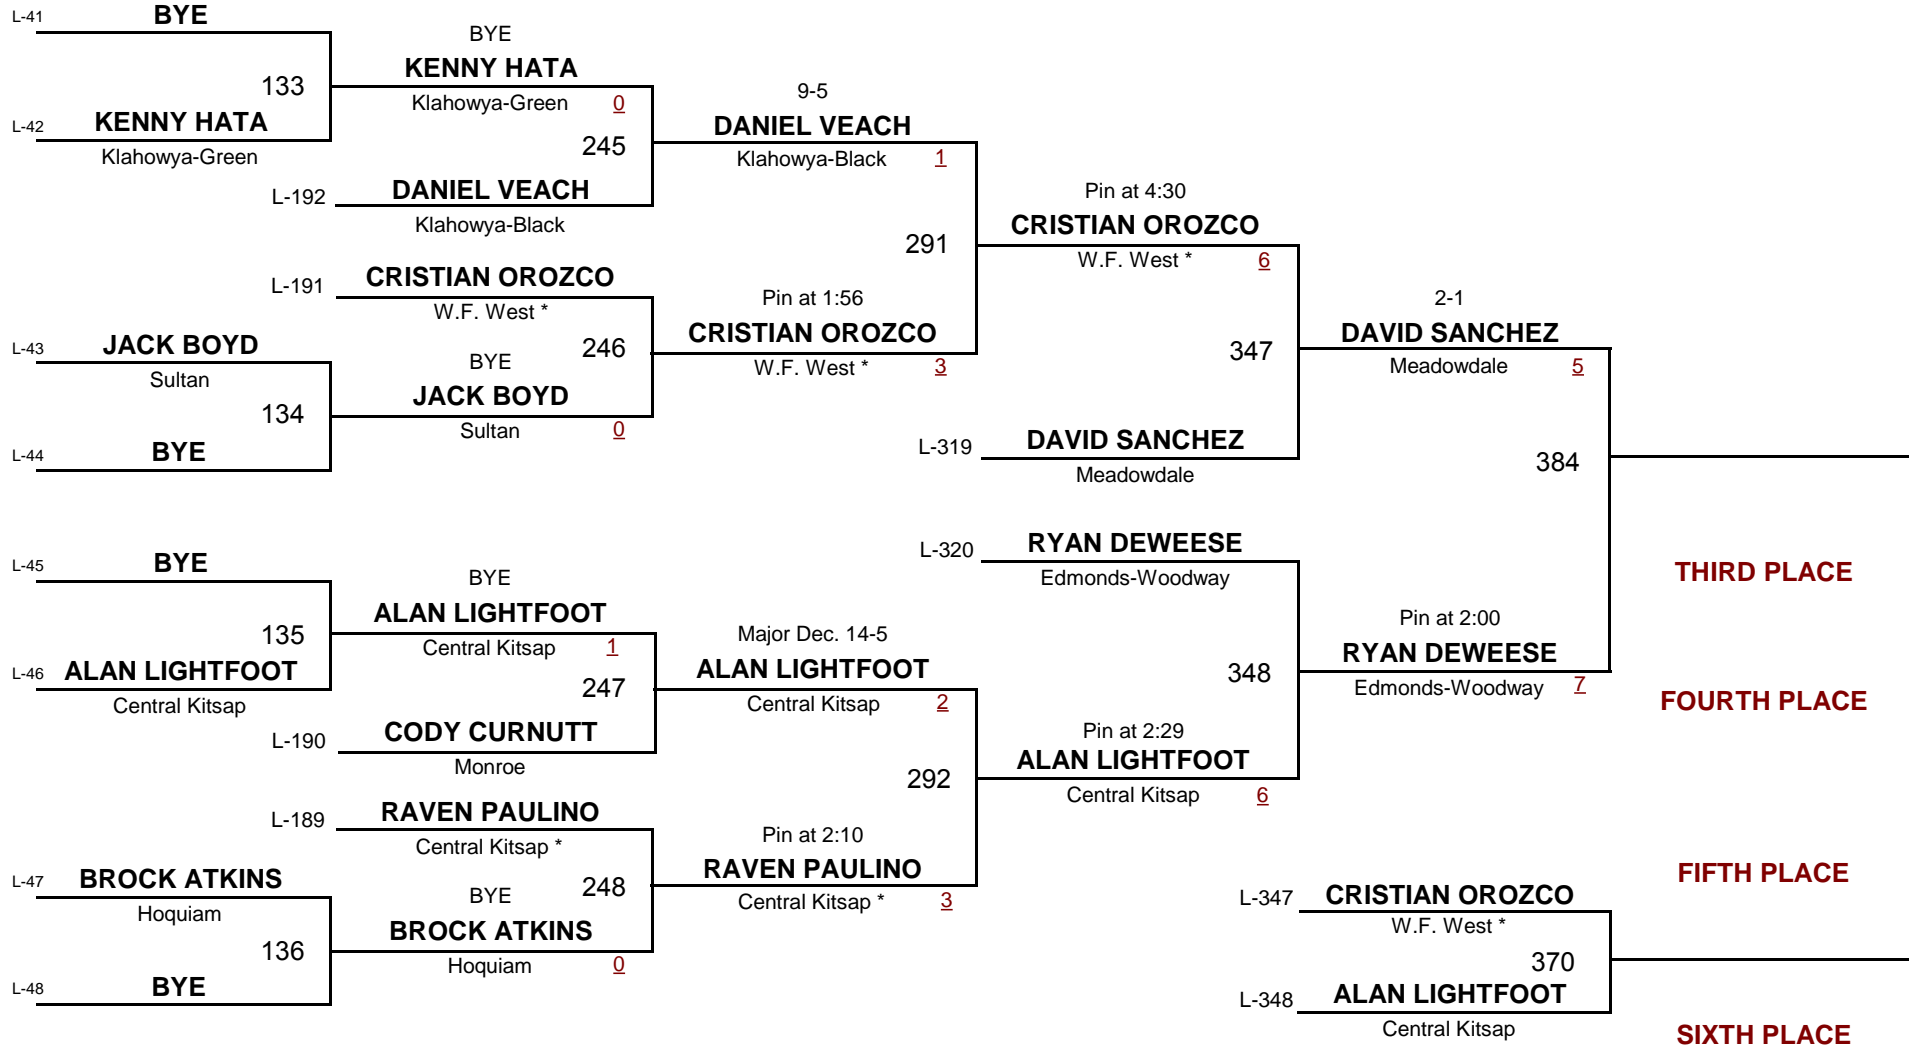 L-41 BYE
133
L-42 KENNY HATA
Klahowya-Green
L-43 JACK BOYD
Sultan
134
L-44 BYE
L-45 BYE
135
L-46 ALAN LIGHTFOOT
Central Kitsap
L-47 BROCK ATKINS
Hoquiam
136
L-48 BYE
BYE
KENNY HATA
Klahowya-Green 0
245
L-192 DANIEL VEACH
Klahowya-Black
L-191 CRISTIAN OROZCO
W.F. West *
246
BYE
JACK BOYD
Sultan 0
BYE
ALAN LIGHTFOOT
Central Kitsap 1
247
L-190 CODY CURNUTT
Monroe
L-189 RAVEN PAULINO
Central Kitsap *
248
BYE
BROCK ATKINS
Hoquiam 0
9-5
DANIEL VEACH
Klahowya-Black 1
291
Pin at 1:56
CRISTIAN OROZCO
W.F. West * 3
Major Dec. 14-5
ALAN LIGHTFOOT
Central Kitsap 2
292
Pin at 2:10
RAVEN PAULINO
Central Kitsap * 3
Pin at 4:30
CRISTIAN OROZCO
W.F. West * 6
347
L-319 DAVID SANCHEZ
Meadowdale
L-320 RYAN DEWEESE
Edmonds-Woodway
348
Pin at 2:29
ALAN LIGHTFOOT
Central Kitsap 6
2-1
DAVID SANCHEZ
Meadowdale 5
384
Pin at 2:00
RYAN DEWEESE
Edmonds-Woodway 7
THIRD PLACE
FOURTH PLACE
L-347 CRISTIAN OROZCO
W.F. West *
370
L-348 ALAN LIGHTFOOT
Central Kitsap
FIFTH PLACE
SIXTH PLACE